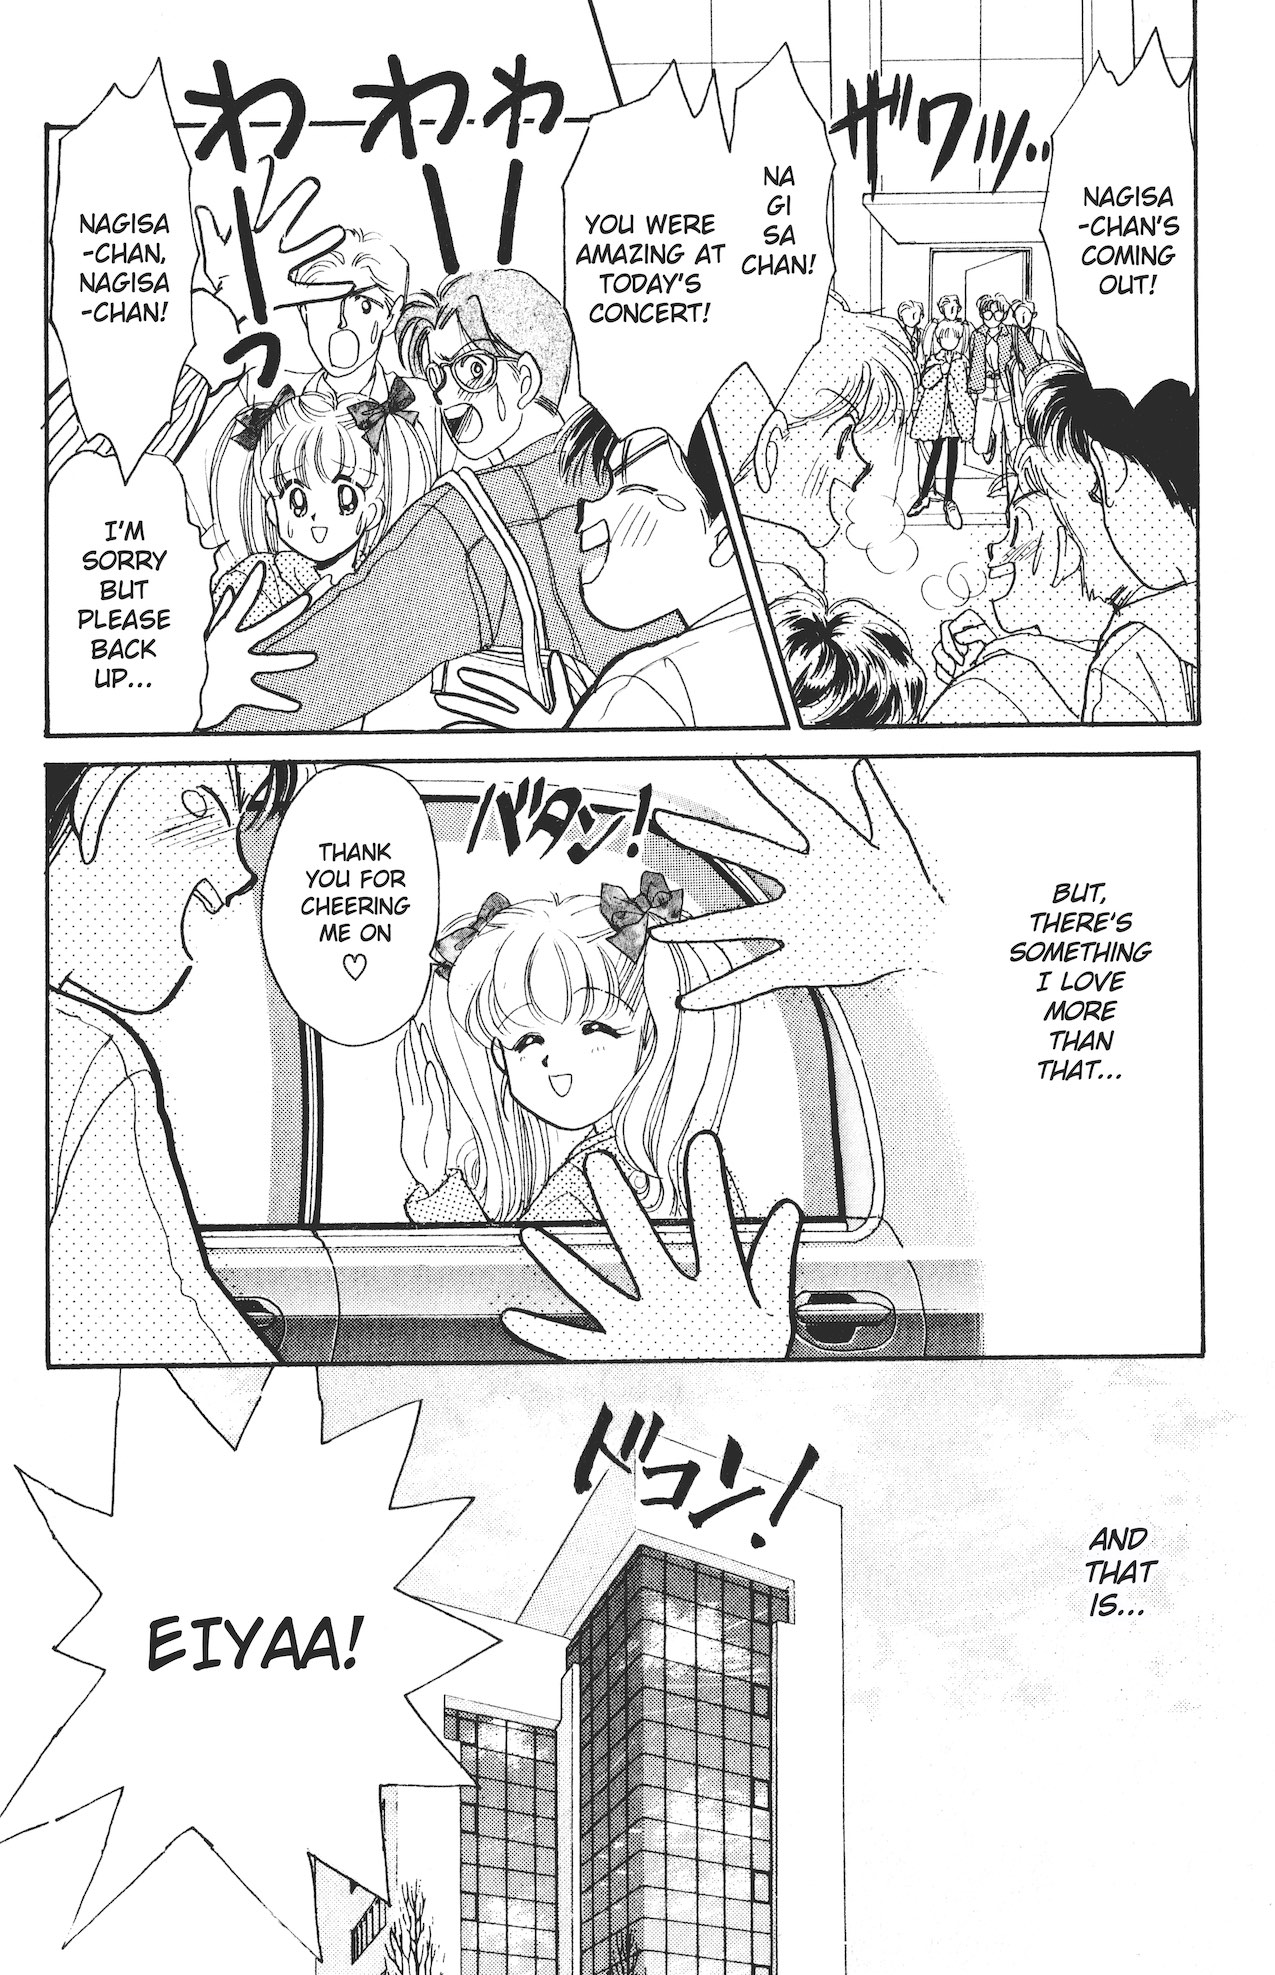 NAGISA
-CHAN'S
COMING
OUT!
ザワッ‥
NA
GI
SA
CHAN!
YOU WERE
AMAZING AT
TODAY'S
CONCERT!
わー
わー
わーっ
NAGISA
-CHAN,
NAGISA
-CHAN!
I'M
SORRY
BUT
PLEASE
BACK
UP...
BUT,
THERE'S
SOMETHING
I LOVE
MORE
THAN
THAT...
バタン!
THANK
YOU FOR
CHEERING
ME ON
♡
AND
THAT
IS...
ドコン!
EIYAA!